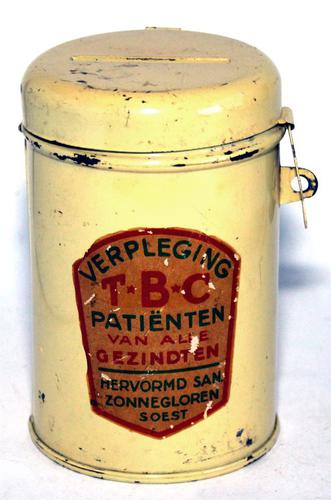 VERPLEGING
T★B★C
PATIËNTEN
VAN ALLE
GEZINDTEN
HERVORMD SAN.
ZONNEGLOREN
SOEST